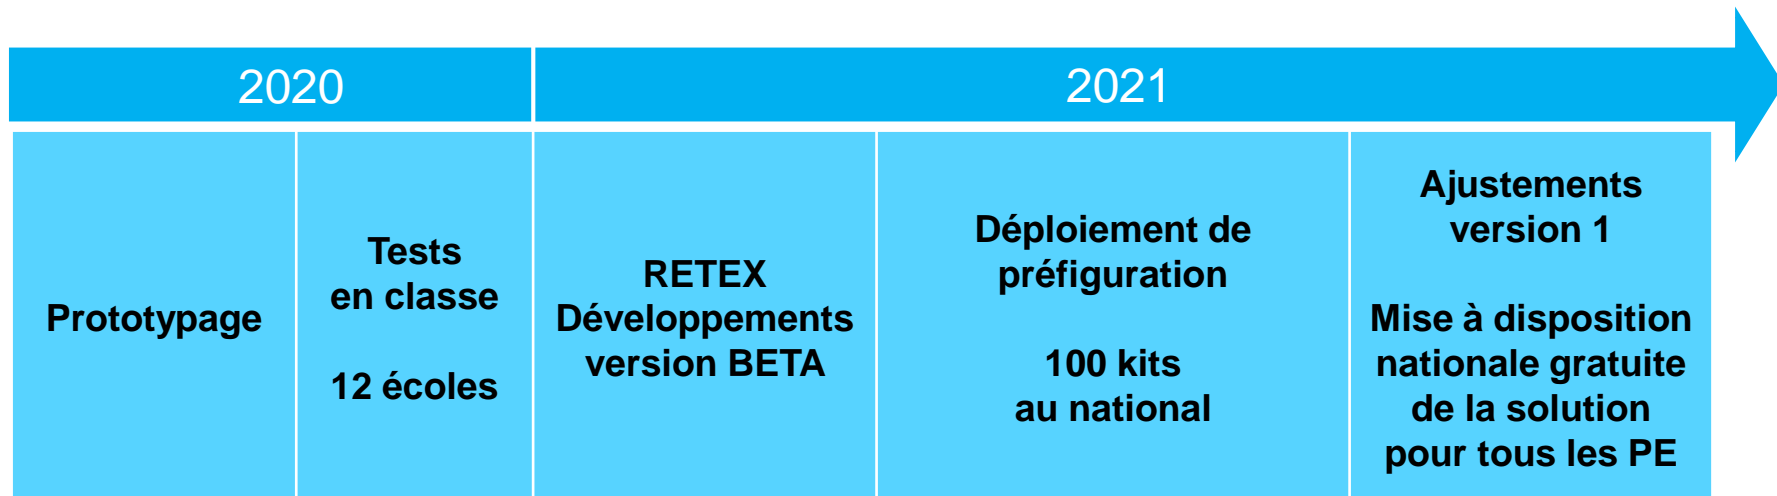 2020
2021
Prototypage
Tests
en classe
12 écoles
RETEX
Développements
version BETA
Déploiement de
préfiguration
100 kits
au national
Ajustements
version 1
Mise à disposition
nationale gratuite
de la solution
pour tous les PE